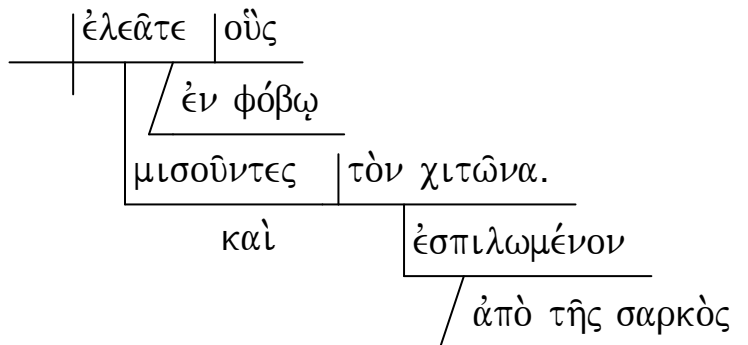 ἐλεᾶτε οὓς
ἐν φόβῳ
μισοῦντες τὸν χιτῶνα.
καὶ ἐσπιλωμένον
ἀπὸ τῆς σαρκὸς